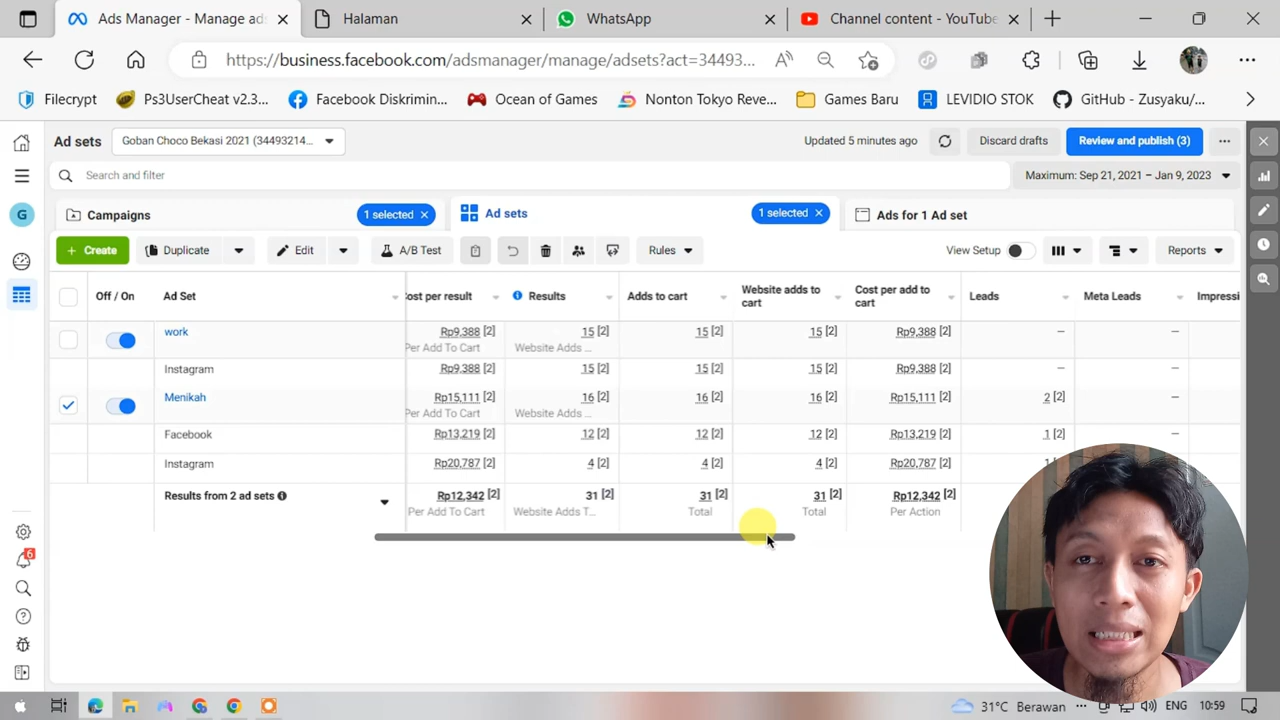 Ads Manager - Manage ads
Halaman
WhatsApp
Channel content - YouTube
https://business.facebook.com/adsmanager/manage/adsets?act=34493...
Filecrypt
Ps3UserCheat v2.3...
Facebook Diskrimin...
Ocean of Games
Nonton Tokyo Reve...
Games Baru
LEVIDIO STOK
GitHub - Zusyaku/...
Ad sets
Goban Choco Bekasi 2021 (34493214...
Updated 5 minutes ago
Discard drafts
Review and publish (3)
Search and filter
Maximum: Sep 21, 2021 – Jan 9, 2023
G
Campaigns
1 selected
Ad sets
1 selected
Ads for 1 Ad set
+ Create
Duplicate
Edit
A/B Test
Rules
View Setup
Reports
Off / On
Ad Set
Cost per result
Results
Adds to cart
Website adds to cart
Cost per add to cart
Leads
Meta Leads
Impressi
work
Rp9,388 [2]
15 [2]
15 [2]
15 [2]
Rp9,388 [2]
—
—
Per Add To Cart
Website Adds ...
Instagram
Rp9,388 [2]
15 [2]
15 [2]
15 [2]
Rp9,388 [2]
—
—
Menikah
Rp15,111 [2]
16 [2]
16 [2]
16 [2]
Rp15,111 [2]
2 [2]
—
Per Add To Cart
Website Adds ...
Facebook
Rp13,219 [2]
12 [2]
12 [2]
12 [2]
Rp13,219 [2]
1 [2]
—
Instagram
Rp20,787 [2]
4 [2]
4 [2]
4 [2]
Rp20,787 [2]
Results from 2 ad sets
Rp12,342 [2]
31 [2]
31 [2]
31 [2]
Rp12,342 [2]
Per Add To Cart
Website Adds T...
Total
Total
Per Action
6
31°C Berawan
ENG
10:59